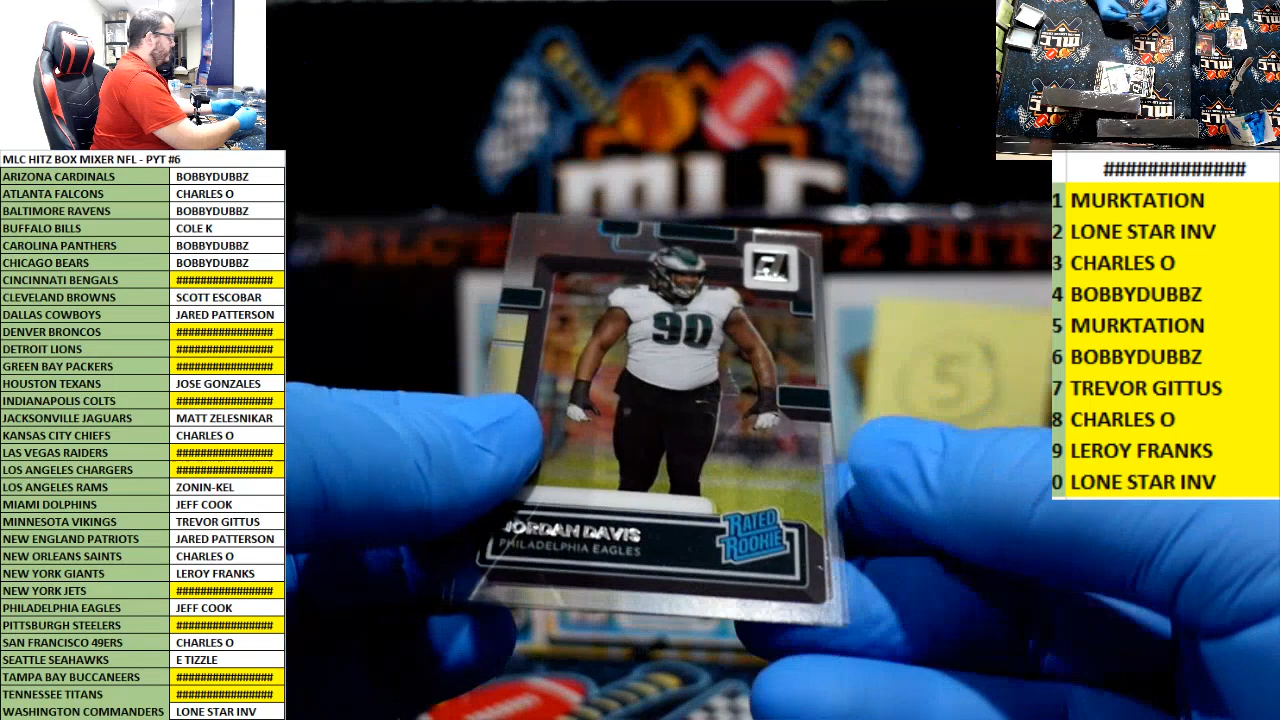 MLC HITZ BOX MIXER NFL - PYT #6
ARIZONA CARDINALS BOBBYDUBBZ
ATLANTA FALCONS CHARLES O
BALTIMORE RAVENS BOBBYDUBBZ
BUFFALO BILLS COLE K
CAROLINA PANTHERS BOBBYDUBBZ
CHICAGO BEARS BOBBYDUBBZ
CINCINNATI BENGALS ################
CLEVELAND BROWNS SCOTT ESCOBAR
DALLAS COWBOYS JARED PATTERSON
DENVER BRONCOS ################
DETROIT LIONS ################
GREEN BAY PACKERS ################
HOUSTON TEXANS JOSE GONZALES
INDIANAPOLIS COLTS ################
JACKSONVILLE JAGUARS MATT ZELESNIKAR
KANSAS CITY CHIEFS CHARLES O
LAS VEGAS RAIDERS ################
LOS ANGELES CHARGERS ################
LOS ANGELES RAMS ZONIN-KEL
MIAMI DOLPHINS JEFF COOK
MINNESOTA VIKINGS TREVOR GITTUS
NEW ENGLAND PATRIOTS JARED PATTERSON
NEW ORLEANS SAINTS CHARLES O
NEW YORK GIANTS LEROY FRANKS
NEW YORK JETS ################
PHILADELPHIA EAGLES JEFF COOK
PITTSBURGH STEELERS ################
SAN FRANCISCO 49ERS CHARLES O
SEATTLE SEAHAWKS E TIZZLE
TAMPA BAY BUCCANEERS ################
TENNESSEE TITANS ################
WASHINGTON COMMANDERS LONE STAR INV
MLC
90
JORDAN DAVIS
PHILADELPHIA EAGLES
RATED
ROOKIE
5
#############
1 MURKTATION
2 LONE STAR INV
3 CHARLES O
4 BOBBYDUBBZ
5 MURKTATION
6 BOBBYDUBBZ
7 TREVOR GITTUS
8 CHARLES O
9 LEROY FRANKS
0 LONE STAR INV